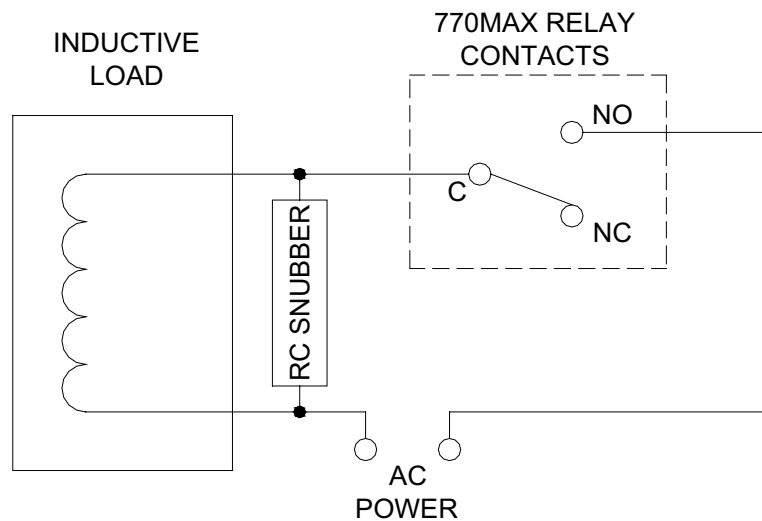 INDUCTIVE
LOAD
770MAX RELAY
CONTACTS
NO
C
NC
RC SNUBBER
AC
POWER